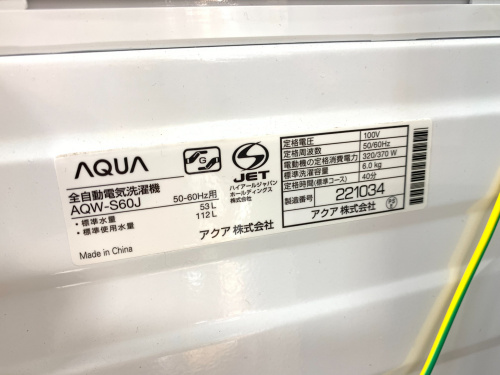 AQUA
G
JET
ハイアールジャパン
ホールディングス
株式会社
全自動電気洗濯機
AQW-S60J 50-60Hz用
・標準水量 53L
・標準使用水量 112L
アクア 株式会社
Made in China
定格電圧 100V
定格周波数 50/60Hz
電動機の定格消費電力 320/370 W
標準洗濯容量 6.0kg
定格時間(標準コース) 40分
製造番号 221034
アクア 株式会社